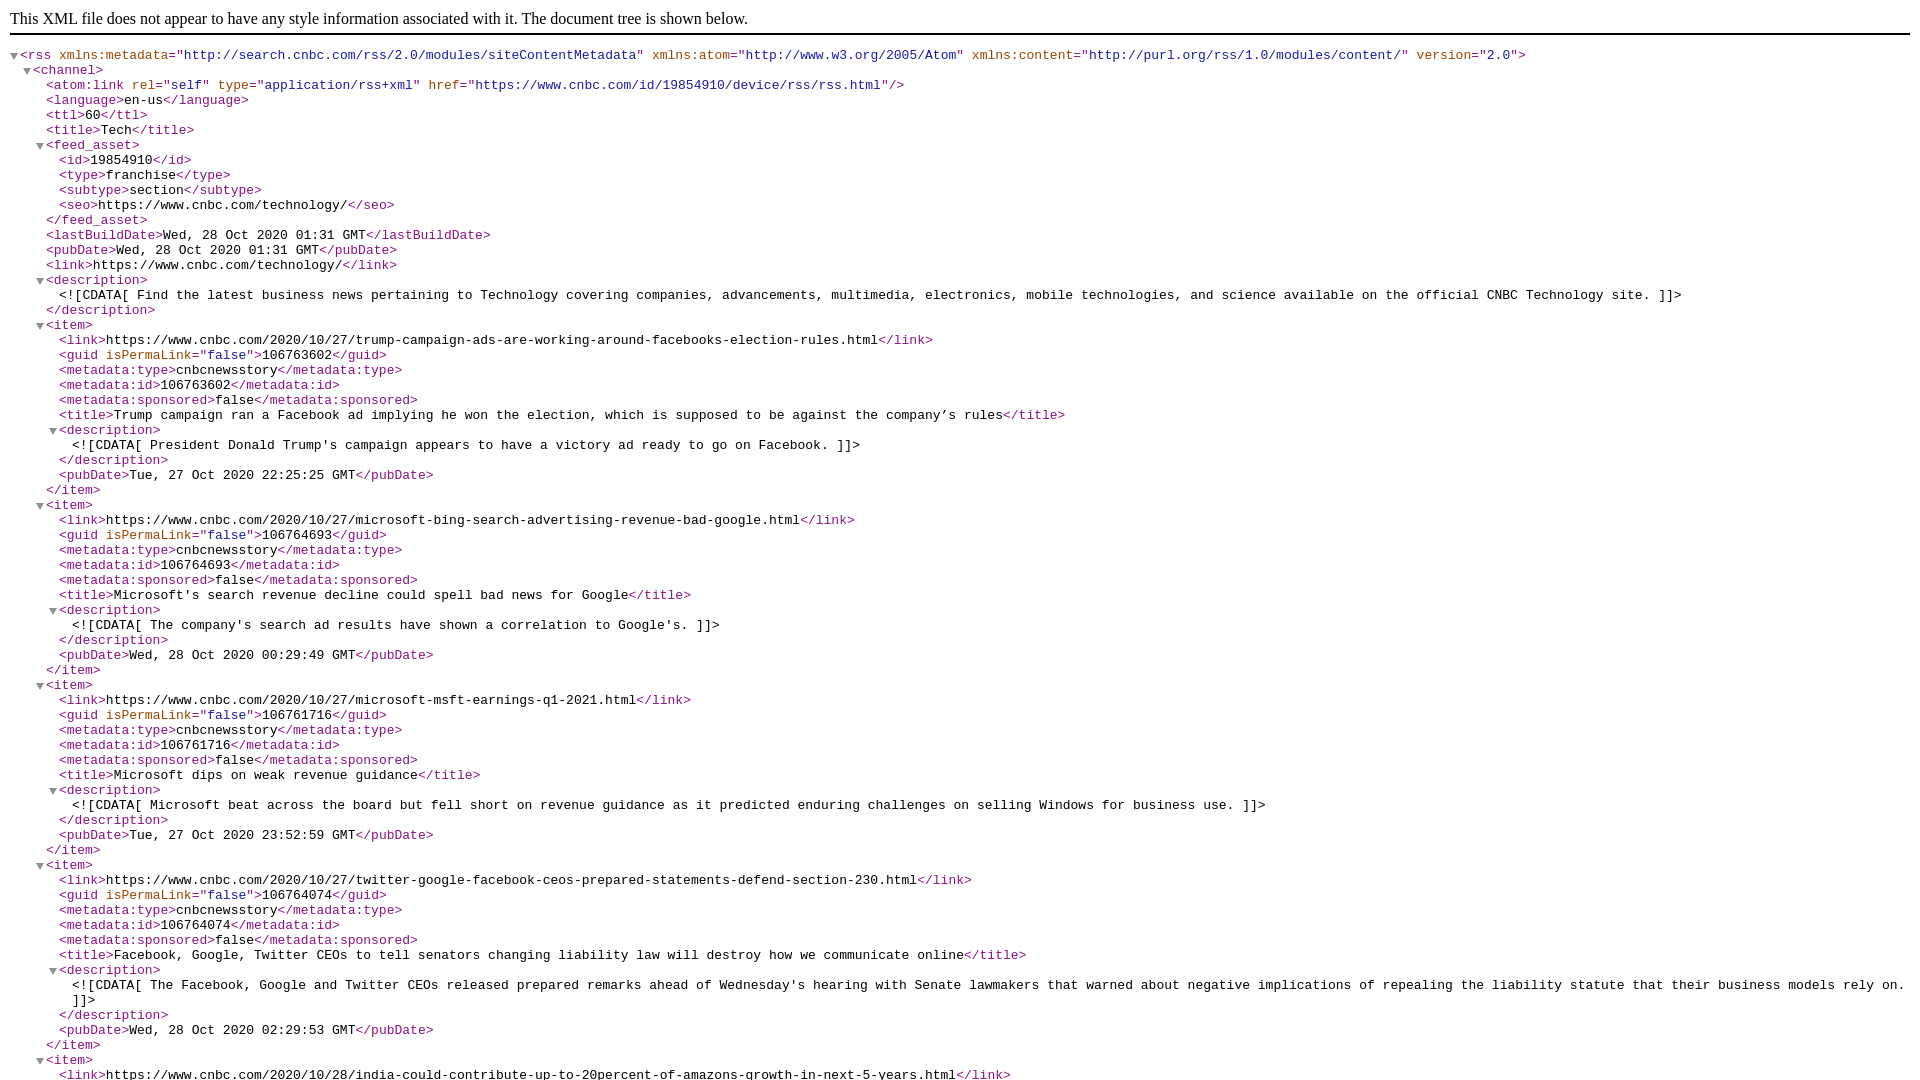 This XML file does not appear to have any style information associated with it. The document tree is shown below.
<rss xmlns:metadata="http://search.cnbc.com/rss/2.0/modules/siteContentMetadata" xmlns:atom="http://www.w3.org/2005/Atom" xmlns:content="http://purl.org/rss/1.0/modules/content/" version="2.0">
<channel>
<atom:link rel="self" type="application/rss+xml" href="https://www.cnbc.com/id/19854910/device/rss/rss.html"/>
<language>en-us</language>
<ttl>60</ttl>
<title>Tech</title>
<feed_asset>
<id>19854910</id>
<type>franchise</type>
<subtype>section</subtype>
<seo>https://www.cnbc.com/technology/</seo>
</feed_asset>
<lastBuildDate>Wed, 28 Oct 2020 01:31 GMT</lastBuildDate>
<pubDate>Wed, 28 Oct 2020 01:31 GMT</pubDate>
<link>https://www.cnbc.com/technology/</link>
<description>
<![CDATA[ Find the latest business news pertaining to Technology covering companies, advancements, multimedia, electronics, mobile technologies, and science available on the official CNBC Technology site. ]]>
</description>
<item>
<link>https://www.cnbc.com/2020/10/27/trump-campaign-ads-are-working-around-facebooks-election-rules.html</link>
<guid isPermaLink="false">106763602</guid>
<metadata:type>cnbcnewsstory</metadata:type>
<metadata:id>106763602</metadata:id>
<metadata:sponsored>false</metadata:sponsored>
<title>Trump campaign ran a Facebook ad implying he won the election, which is supposed to be against the company’s rules</title>
<description>
<![CDATA[ President Donald Trump's campaign appears to have a victory ad ready to go on Facebook. ]]>
</description>
<pubDate>Tue, 27 Oct 2020 22:25:25 GMT</pubDate>
</item>
<item>
<link>https://www.cnbc.com/2020/10/27/microsoft-bing-search-advertising-revenue-bad-google.html</link>
<guid isPermaLink="false">106764693</guid>
<metadata:type>cnbcnewsstory</metadata:type>
<metadata:id>106764693</metadata:id>
<metadata:sponsored>false</metadata:sponsored>
<title>Microsoft's search revenue decline could spell bad news for Google</title>
<description>
<![CDATA[ The company's search ad results have shown a correlation to Google's. ]]>
</description>
<pubDate>Wed, 28 Oct 2020 00:29:49 GMT</pubDate>
</item>
<item>
<link>https://www.cnbc.com/2020/10/27/microsoft-msft-earnings-q1-2021.html</link>
<guid isPermaLink="false">106761716</guid>
<metadata:type>cnbcnewsstory</metadata:type>
<metadata:id>106761716</metadata:id>
<metadata:sponsored>false</metadata:sponsored>
<title>Microsoft dips on weak revenue guidance</title>
<description>
<![CDATA[ Microsoft beat across the board but fell short on revenue guidance as it predicted enduring challenges on selling Windows for business use. ]]>
</description>
<pubDate>Tue, 27 Oct 2020 23:52:59 GMT</pubDate>
</item>
<item>
<link>https://www.cnbc.com/2020/10/27/twitter-google-facebook-ceos-prepared-statements-defend-section-230.html</link>
<guid isPermaLink="false">106764074</guid>
<metadata:type>cnbcnewsstory</metadata:type>
<metadata:id>106764074</metadata:id>
<metadata:sponsored>false</metadata:sponsored>
<title>Facebook, Google, Twitter CEOs to tell senators changing liability law will destroy how we communicate online</title>
<description>
<![CDATA[ The Facebook, Google and Twitter CEOs released prepared remarks ahead of Wednesday's hearing with Senate lawmakers that warned about negative implications of repealing the liability statute that their business models rely on.
]]>
</description>
<pubDate>Wed, 28 Oct 2020 02:29:53 GMT</pubDate>
</item>
<item>
<link>https://www.cnbc.com/2020/10/28/india-could-contribute-up-to-20percent-of-amazons-growth-in-next-5-years.html</link>